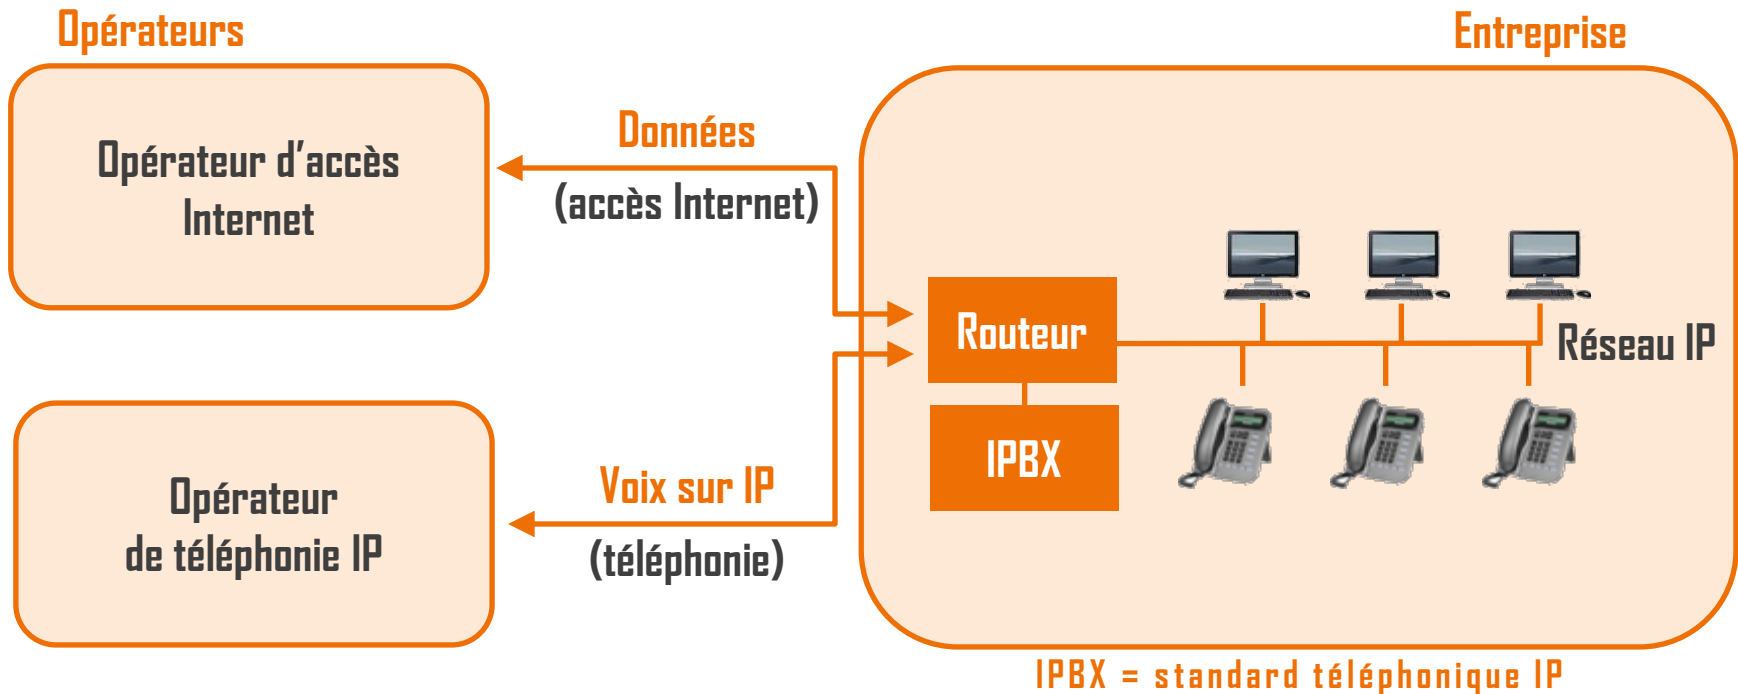 Opérateurs
Entreprise
Opérateur d’accès
Internet
Données
(accès Internet)
Routeur
Réseau IP
IPBX
Opérateur
de téléphonie IP
Voix sur IP
(téléphonie)
IPBX = standard téléphonique IP